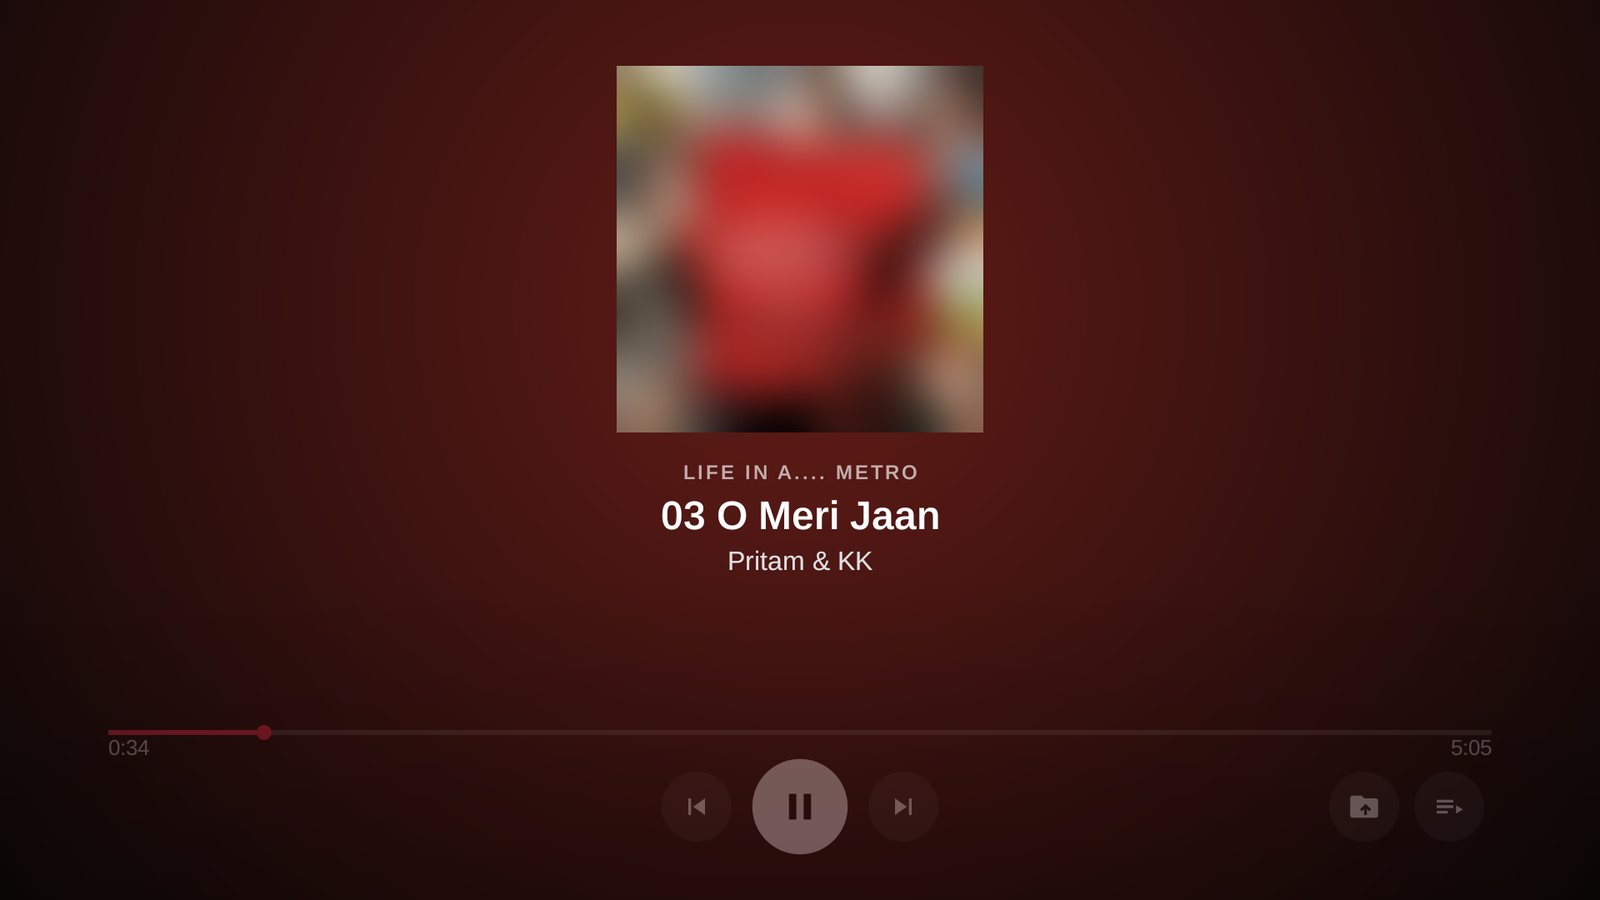 LIFE IN A.... METRO
03 O Meri Jaan
Pritam & KK
0:34
5:05